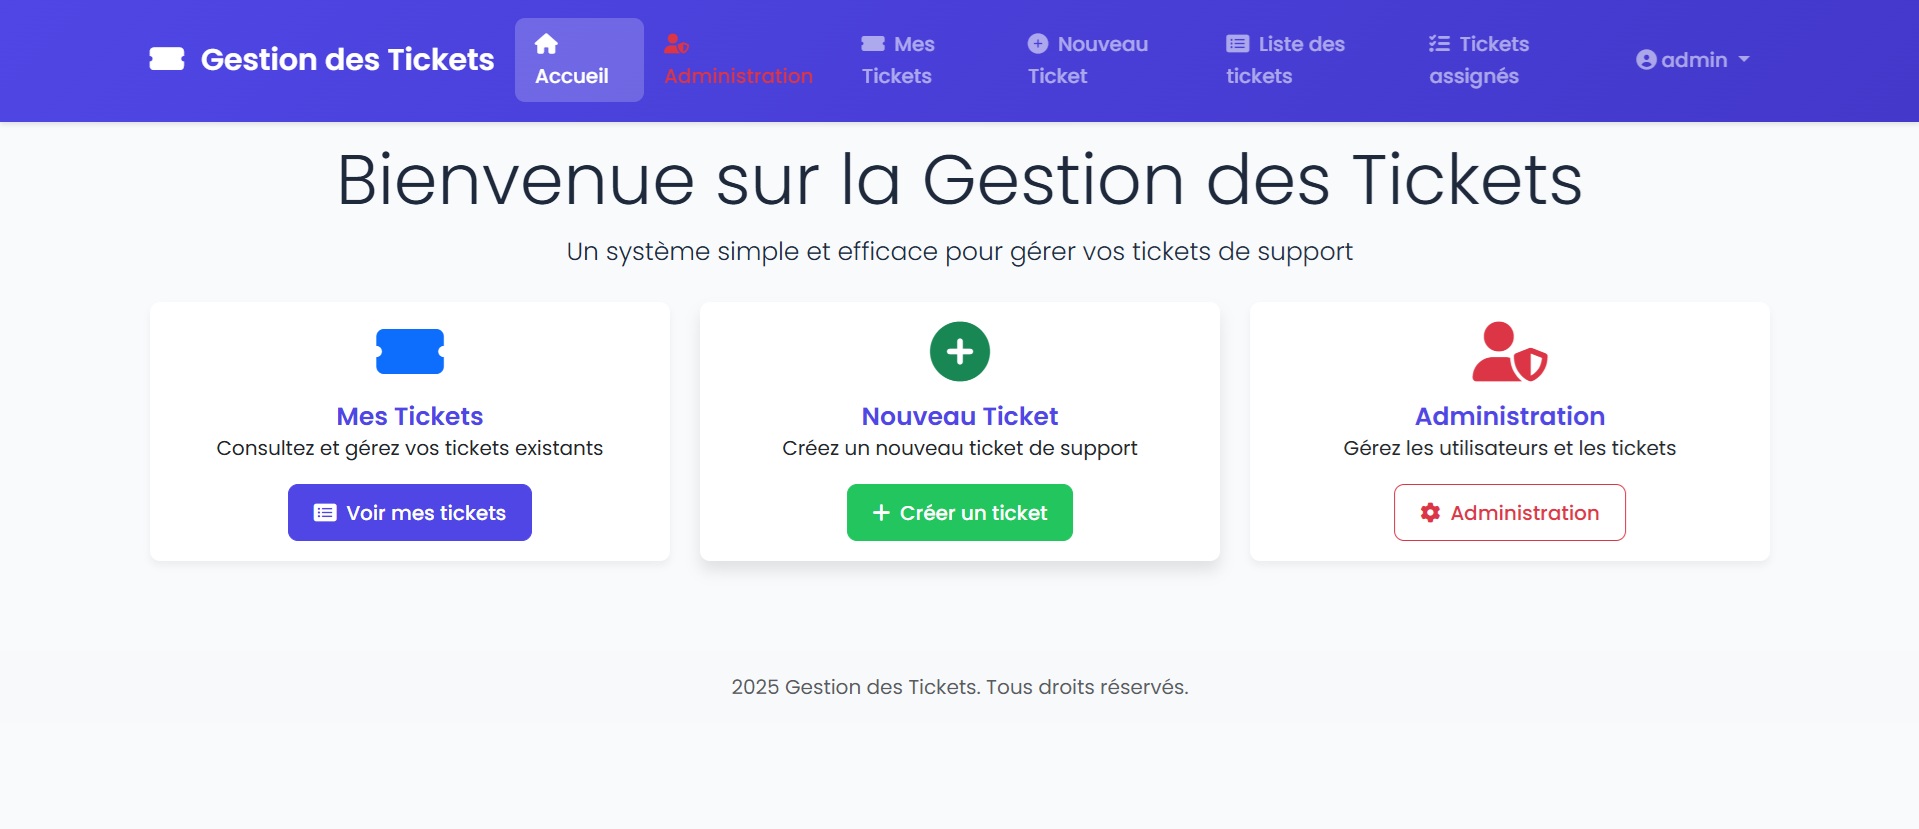 Gestion des Tickets
Accueil
Administration
Mes
Tickets
Nouveau
Ticket
Liste des
tickets
Tickets
assignés
admin
Bienvenue sur la Gestion des Tickets
Un système simple et efficace pour gérer vos tickets de support
Mes Tickets
Consultez et gérez vos tickets existants
Voir mes tickets
Nouveau Ticket
Créez un nouveau ticket de support
Créer un ticket
Administration
Gérez les utilisateurs et les tickets
Administration
2025 Gestion des Tickets. Tous droits réservés.